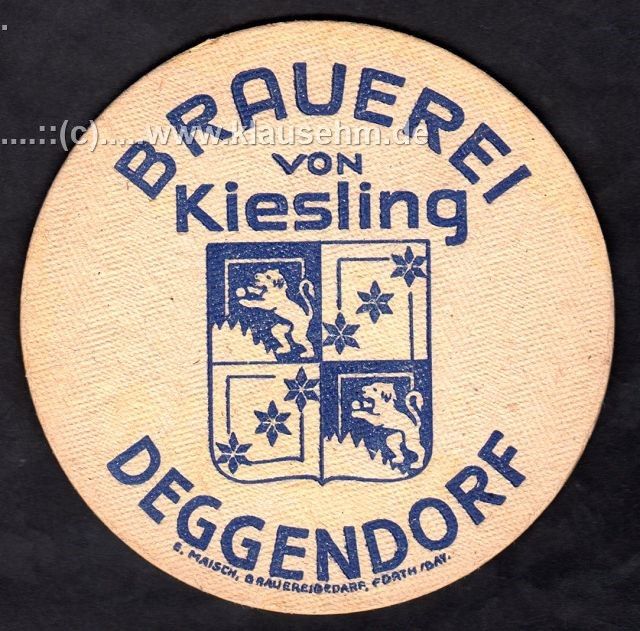 BRAUEREI
....::(c).....www.klausehm.de
VON
Kiesling
DEGGENDORF
G. MAISCH, BRAUEREIBEDARF, FÜRTH/BAY.